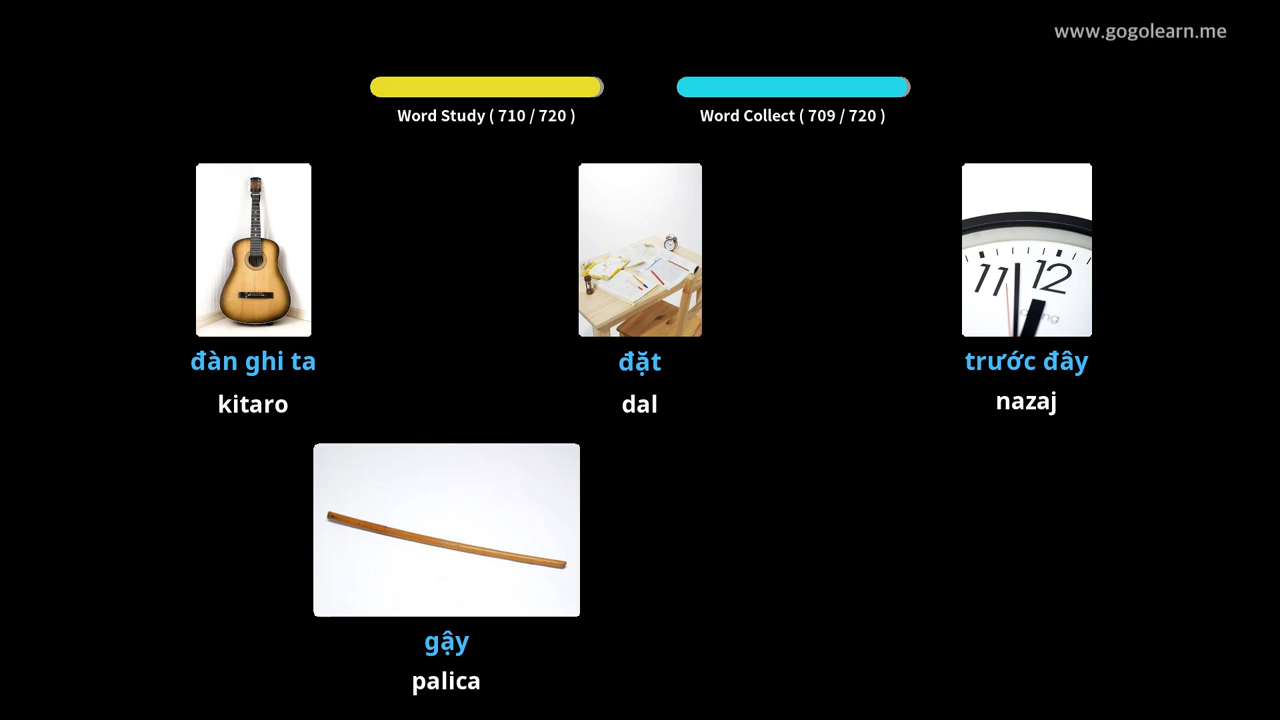 www.gogolearn.me
Word Study ( 710 / 720 )
Word Collect ( 709 / 720 )
11 12
đàn ghi ta
kitaro
đặt
dal
trước đây
nazaj
gậy
palica